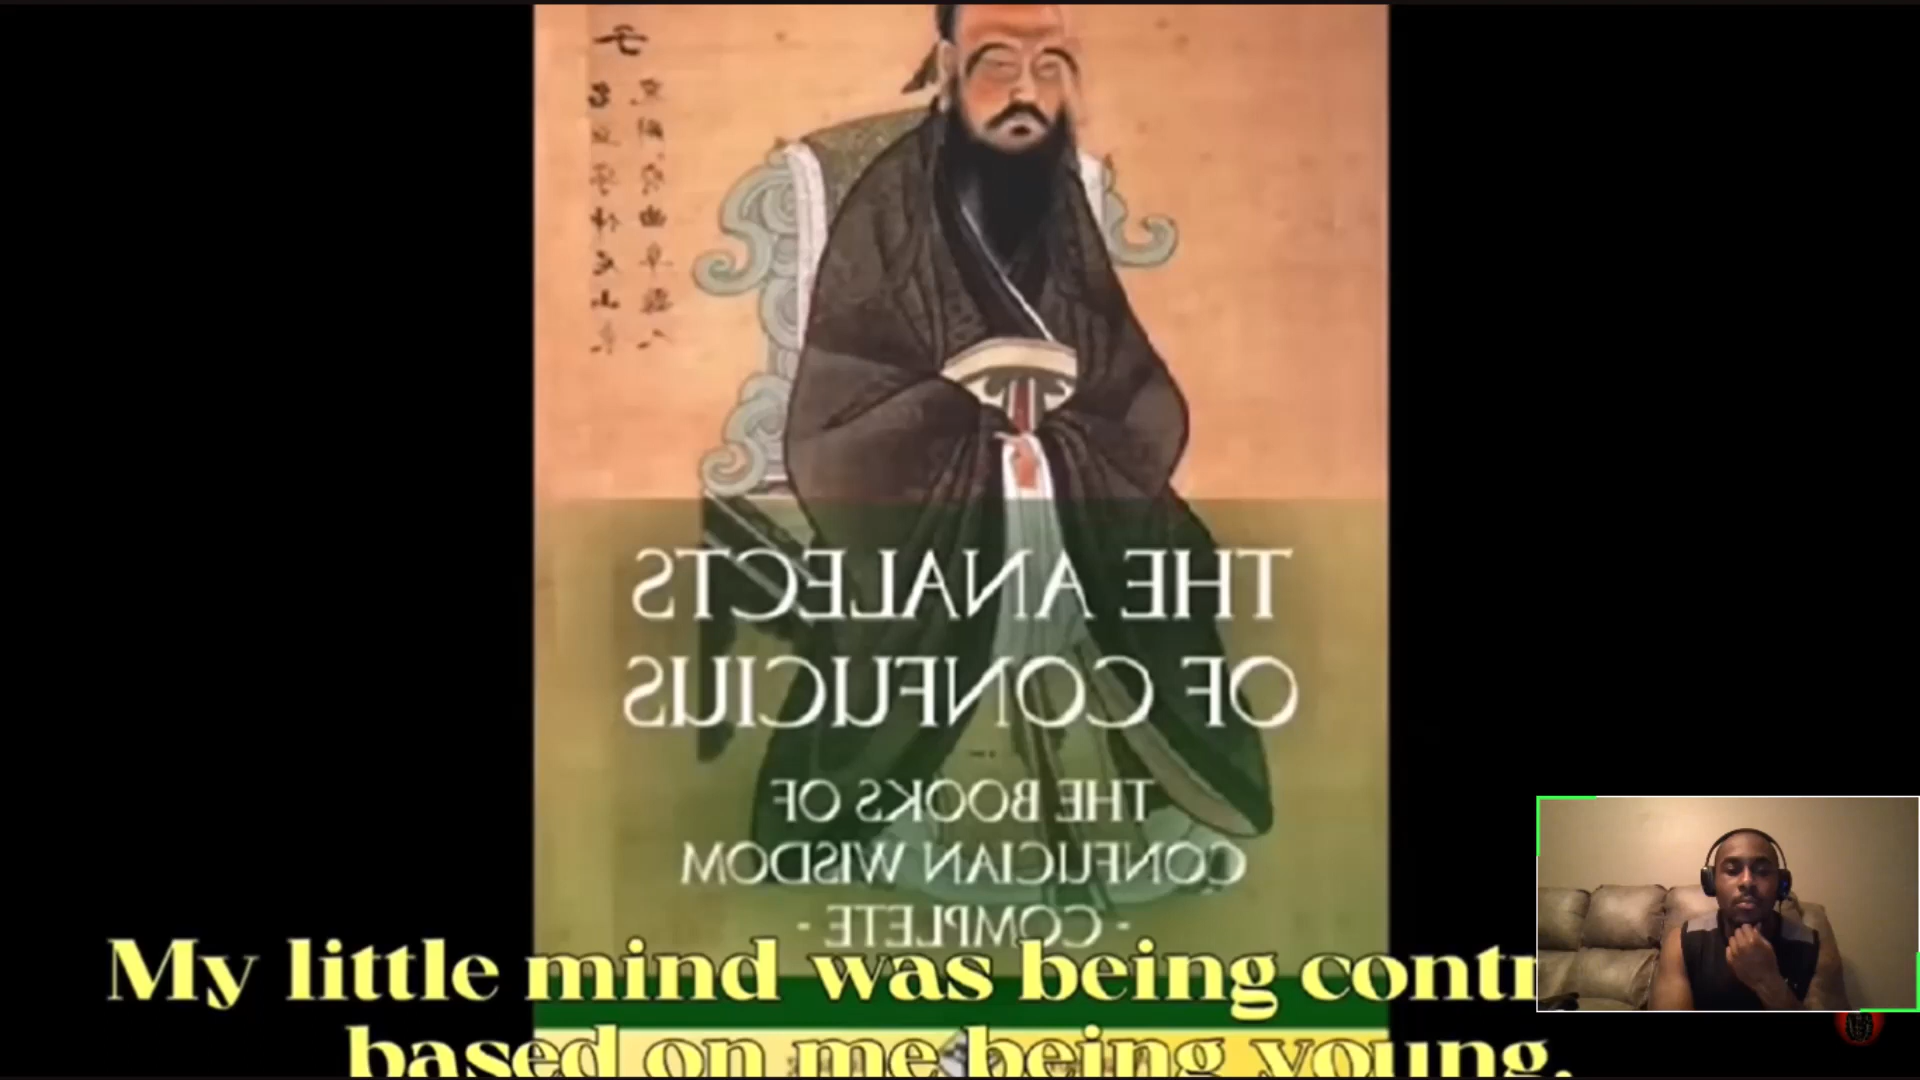 THE ANALECTS
OF CONFUCIUS
THE BOOKS OF
CONFUCIAN WISDOM
- COMPLETE -
My little mind was being contr
based on me being young.